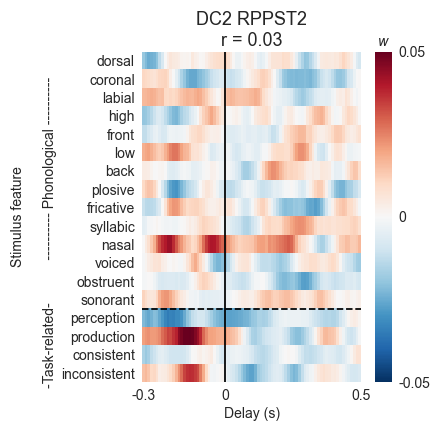 DC2 RPPST2
r = 0.03
w
Stimulus feature
---------- Phonological ----------
-Task-related-
dorsal
coronal
labial
high
front
low
back
plosive
fricative
syllabic
nasal
voiced
obstruent
sonorant
perception
production
consistent
inconsistent
-0.3
0
0.5
Delay (s)
0.05
0
-0.05